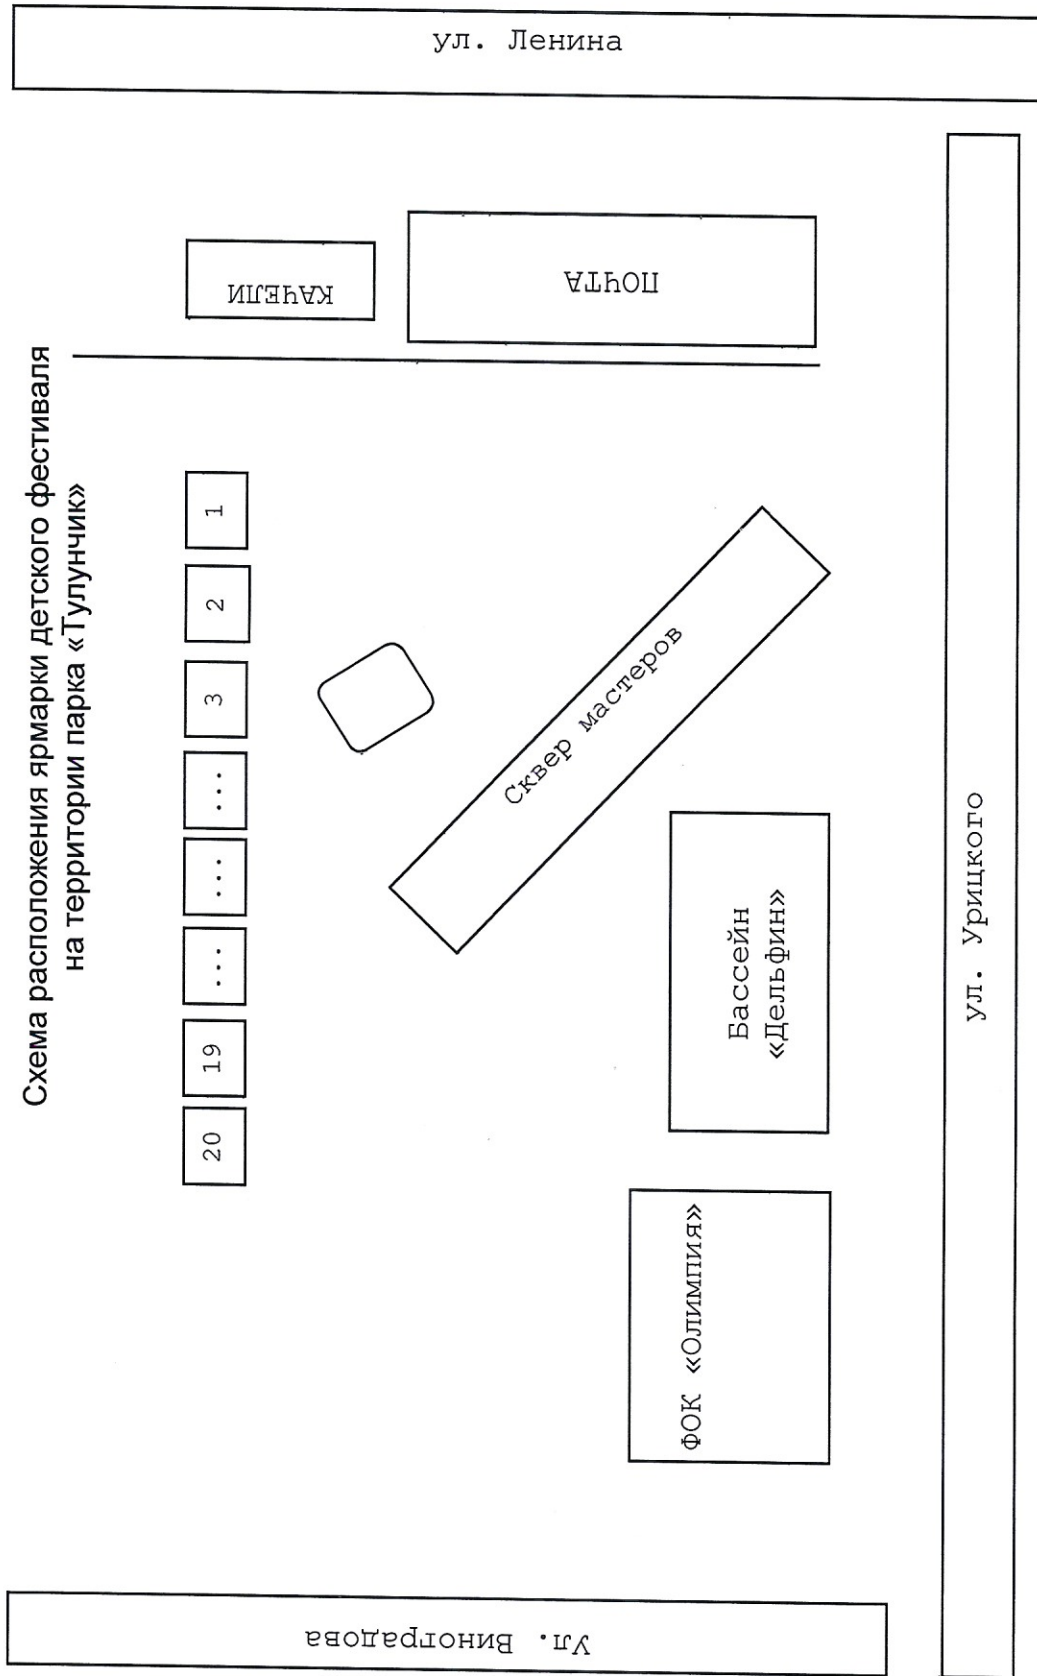 Схема расположения ярмарки детского фестиваля
на территории парка «Тулунчик»
ул. Ленина
КАЧЕЛИ
ПОЧТА
1
2
3
...
...
...
19
20
Сквер мастеров
Бассейн
«Дельфин»
ФОК «Олимпия»
ул. Урицкого
Ул. Виноградова